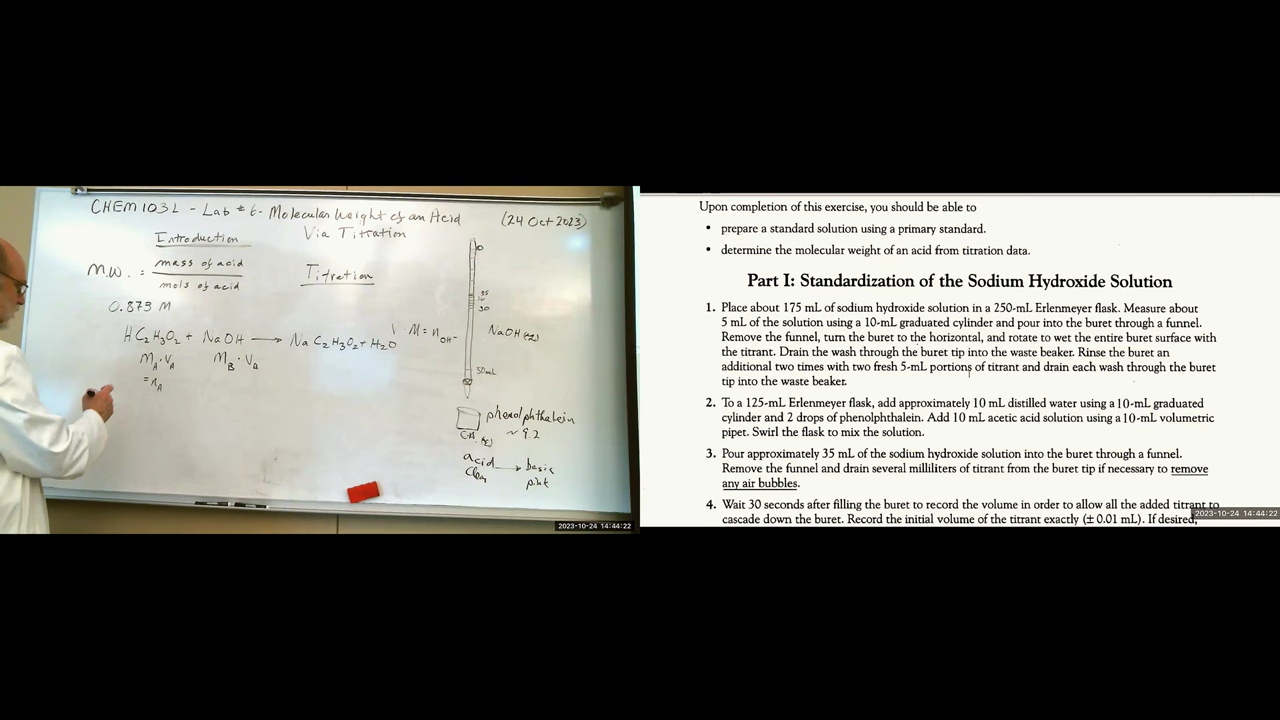 CHEM 103L - Lab # 6 - Molecular Weight of an Acid
Via Titration
(24 Oct 2023)
Introduction
M.W. = mass of acid
mols of acid
0.873 M
HC2H3O2 + NaOH → NaC2H3O2 + H2O
MA·VA MB·VB
= nA
Titration
V·M = nOH-
0
35
30
50mL
NaOH(aq)
phenolphthalein
~ 9.2
acid → basic
clear pink
2023-10-24 14:44:22
Upon completion of this exercise, you should be able to
• prepare a standard solution using a primary standard.
• determine the molecular weight of an acid from titration data.
Part I: Standardization of the Sodium Hydroxide Solution
1. Place about 175 mL of sodium hydroxide solution in a 250-mL Erlenmeyer flask. Measure about
5 mL of the solution using a 10-mL graduated cylinder and pour into the buret through a funnel.
Remove the funnel, turn the buret to the horizontal, and rotate to wet the entire buret surface with
the titrant. Drain the wash through the buret tip into the waste beaker. Rinse the buret an
additional two times with two fresh 5-mL portions of titrant and drain each wash through the buret
tip into the waste beaker.
2. To a 125-mL Erlenmeyer flask, add approximately 10 mL distilled water using a 10-mL graduated
cylinder and 2 drops of phenolphthalein. Add 10 mL acetic acid solution using a 10-mL volumetric
pipet. Swirl the flask to mix the solution.
3. Pour approximately 35 mL of the sodium hydroxide solution into the buret through a funnel.
Remove the funnel and drain several milliliters of titrant from the buret tip if necessary to remove
any air bubbles.
4. Wait 30 seconds after filling the buret to record the volume in order to allow all the added titrant to
cascade down the buret. Record the initial volume of the titrant exactly (± 0.01 mL). If desired,
2023-10-24 14:44:22